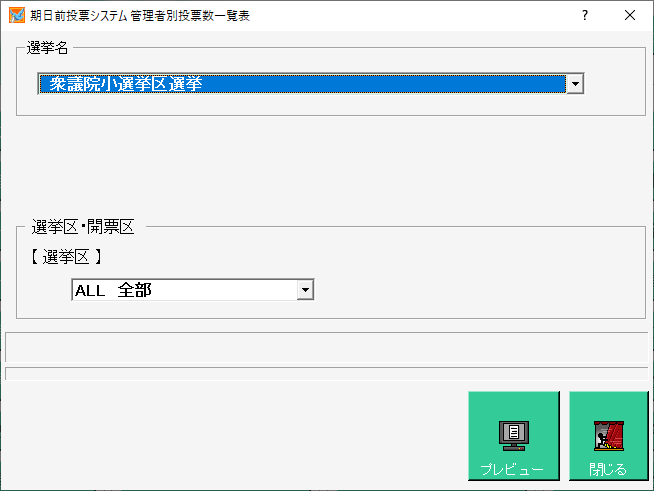 期日前投票システム 管理者別投票数一覧表
選挙名
衆議院小選挙区選挙
選挙区・開票区
【 選挙区 】
ALL 全部
プレビュー
閉じる